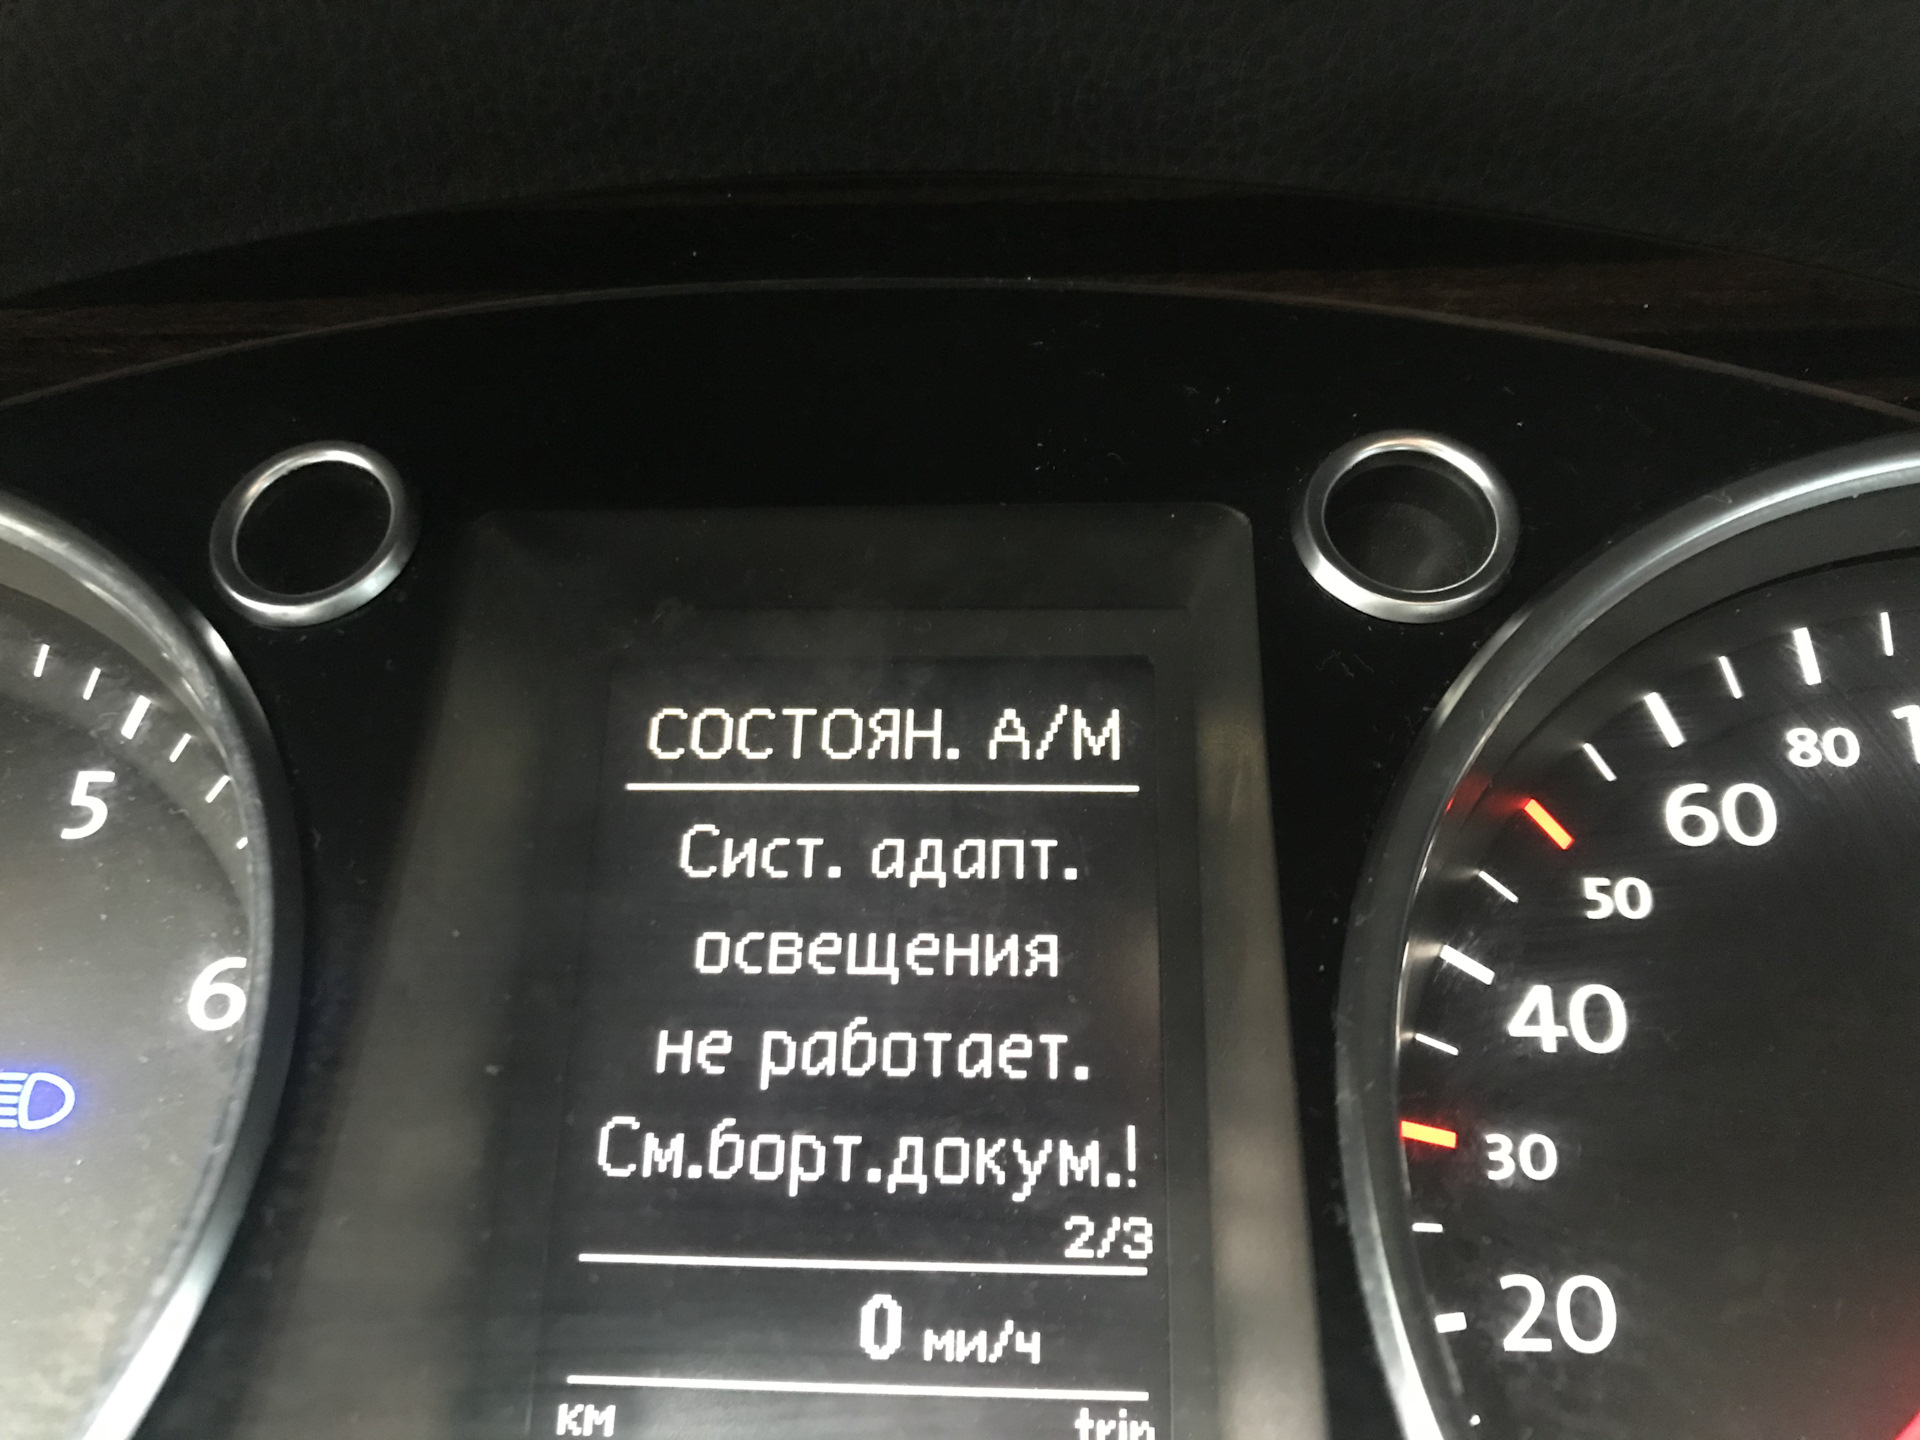 СОСТОЯН. А/М
Сист. адапт.
освещения
не работает.
См.борт.докум.!
2/3
0 ми/ч
км trip
5
6
80
60
50
40
30
20